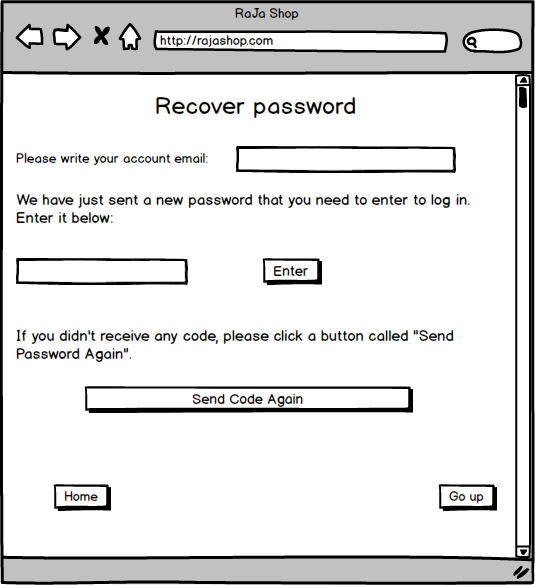 RaJa Shop
http://rajashop.com
Recover password
Please write your account email:
We have just sent a new password that you need to enter to log in.
Enter it below:
Enter
If you didn't receive any code, please click a button called "Send
Password Again".
Send Code Again
Home
Go up